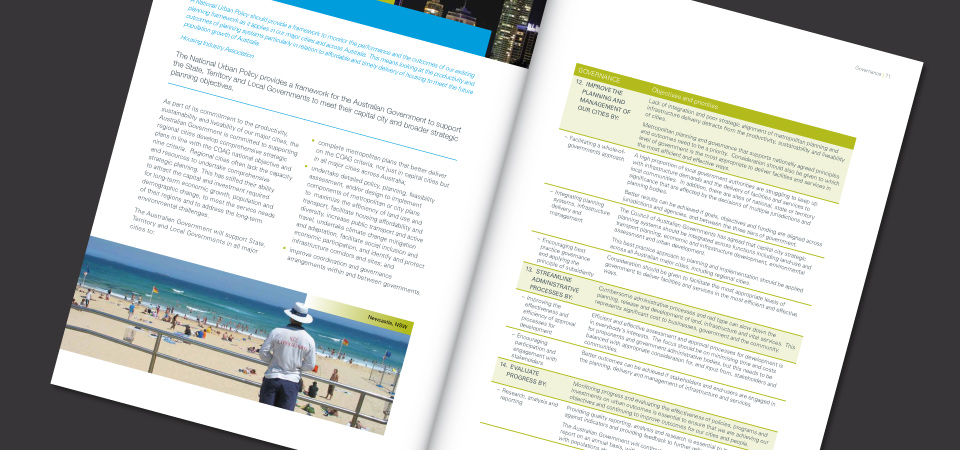 A National Urban Policy should provide a framework to monitor the performance and the outcomes of our existing
planning framework as it applies in our major cities and across Australia. This means looking at the productivity and
outcomes of planning systems particularly in relation to affordable and timely delivery of housing to meet the future
population growth of Australia.
Housing Industry Association
The National Urban Policy provides a framework for the Australian Government to support
the State, Territory and Local Governments to meet their capital city and broader strategic
planning objectives.
As part of its commitment to the productivity,
sustainability and liveability of our major cities, the
Australian Government is committed to supporting
regional cities develop comprehensive strategic
plans in line with the COAG national objective and
nine criteria. Regional cities often lack the capacity
and resources to undertake comprehensive
strategic planning. This has stifled their ability
to attract the capital and investment required
for long-term economic growth, population and
demographic change, to meet the service needs
of their regions and to address the long-term
environmental challenges.
The Australian Government will support State,
Territory and Local Governments in all major
cities to:
• complete metropolitan plans that better deliver
on the COAG criteria, not just in capital cities but
in all major cities across Australia;
• undertake detailed policy, planning, feasibility
assessment, and/or design to implement
components of metropolitan or city plans
to maximise the efficiency of land use and
transport, facilitate housing affordability and
diversity, increase public transport and active
travel, undertake climate change mitigation
and adaptation, facilitate social inclusion and
economic participation, and identify and protect
infrastructure corridors and sites; and
• improve coordination and governance
arrangements within and between governments
Newcastle, NSW
Governance | 71
GOVERNANCE
Objectives and priorities
12. IMPROVE THE
PLANNING AND
MANAGEMENT OF
OUR CITIES BY:
Lack of integration and poor strategic alignment of metropolitan planning and
infrastructure delivery detracts from the productivity, sustainability and liveability
of cities.
Metropolitan planning and governance that supports nationally agreed principles
and outcomes need to be a priority. Consideration should also be given to which
level of government is the most appropriate to deliver facilities and services in
the most efficient and effective ways.
– Facilitating a whole-of-
governments approach
A high proportion of local government authorities are struggling to keep up
with infrastructure demands and the delivery of facilities and services to
local communities. In addition, there are sites of national, state or territory
significance that are affected by the decisions of multiple jurisdictions and
planning bodies.
Better results can be achieved if goals, objectives and funding are aligned across
jurisdictions and agencies, and between the three tiers of government.
– Integrating planning
systems, infrastructure
delivery and
management
The Council of Australian Governments has agreed that capital city strategic
planning systems should be integrated across functions including landuse and
transport planning, economic and infrastructure development, environmental
assessment and urban development.
This best practice approach to planning and implementation should be applied
across all Australian major cities, including regional cities.
– Encouraging best
practice governance
and applying the
principle of subsidiarity
Consideration should be given to facilitate the most appropriate levels of
government to deliver facilities and services in the most efficient and effective
ways.
13. STREAMLINE
ADMINISTRATIVE
PROCESSES BY:
Cumbersome administrative processes and red tape can slow down the
planning, release and development of land, infrastructure and vital services. This
represents significant cost to businesses, government and the community.
– Improving the
effectiveness and
efficiency of approval
processes for
development
Efficient and effective assessment and approval processes for development is
in everybody's interests. The focus should be on minimising time and costs
for proponents and government administrative bodies, but this needs to be
balanced with appropriate consideration for, and input from, stakeholders and
communities.
– Encouraging
participation and
engagement with
stakeholders
Better outcomes can be achieved if stakeholders and end-users are engaged in
the planning, delivery and management of infrastructure and services.
14. EVALUATE
PROGRESS BY:
Monitoring progress and evaluating the effectiveness of policies, programs and
investments on urban outcomes is essential to ensure that we are achieving our
objectives and continuing to improve outcomes for our cities and people.
– Research, analysis and
reporting
Providing quality reporting, analysis and research is essential to
against indicators and providing feedback to further
The Australian Government will
report on an annual basis, with
with populations